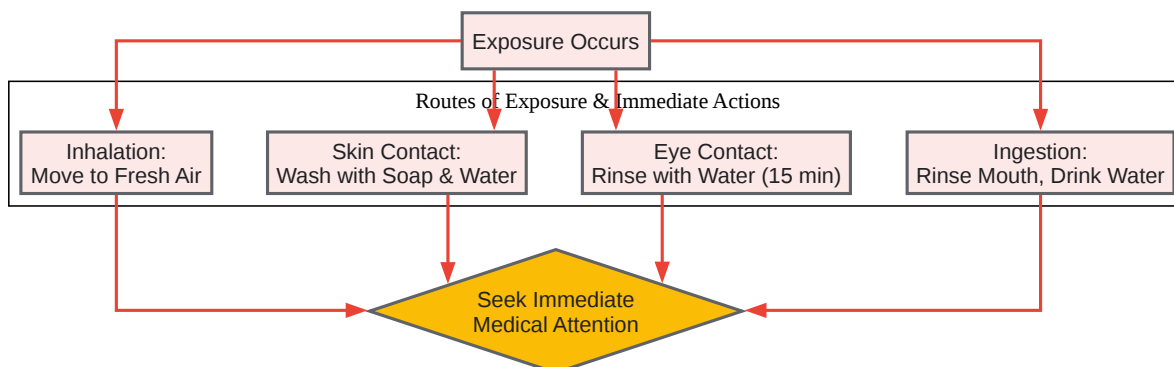 Exposure Occurs
Routes of Exposure & Immediate Actions
Inhalation:
Move to Fresh Air
Skin Contact:
Wash with Soap & Water
Eye Contact:
Rinse with Water (15 min)
Ingestion:
Rinse Mouth, Drink Water
Seek Immediate
Medical Attention